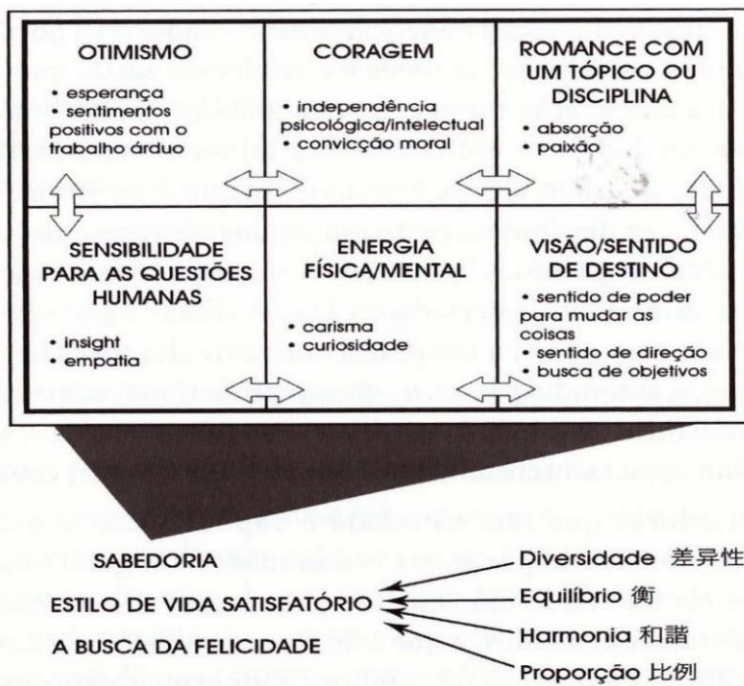 OTIMISMO
• esperança
• sentimentos
positivos com o
trabalho árduo
CORAGEM
• independência
psicológica/intelectual
• convicção moral
ROMANCE COM
UM TÓPICO OU
DISCIPLINA
• absorção
• paixão
SENSIBILIDADE
PARA AS QUESTÕES
HUMANAS
• insight
• empatia
ENERGIA
FÍSICA/MENTAL
• carisma
• curiosidade
VISÃO/SENTIDO
DE DESTINO
• sentido de poder
para mudar as
coisas
• sentido de direção
• busca de objetivos
SABEDORIA
ESTILO DE VIDA SATISFATÓRIO
A BUSCA DA FELICIDADE
Diversidade 差异性
Equilíbrio 衡
Harmonia 和諧
Proporção 比例